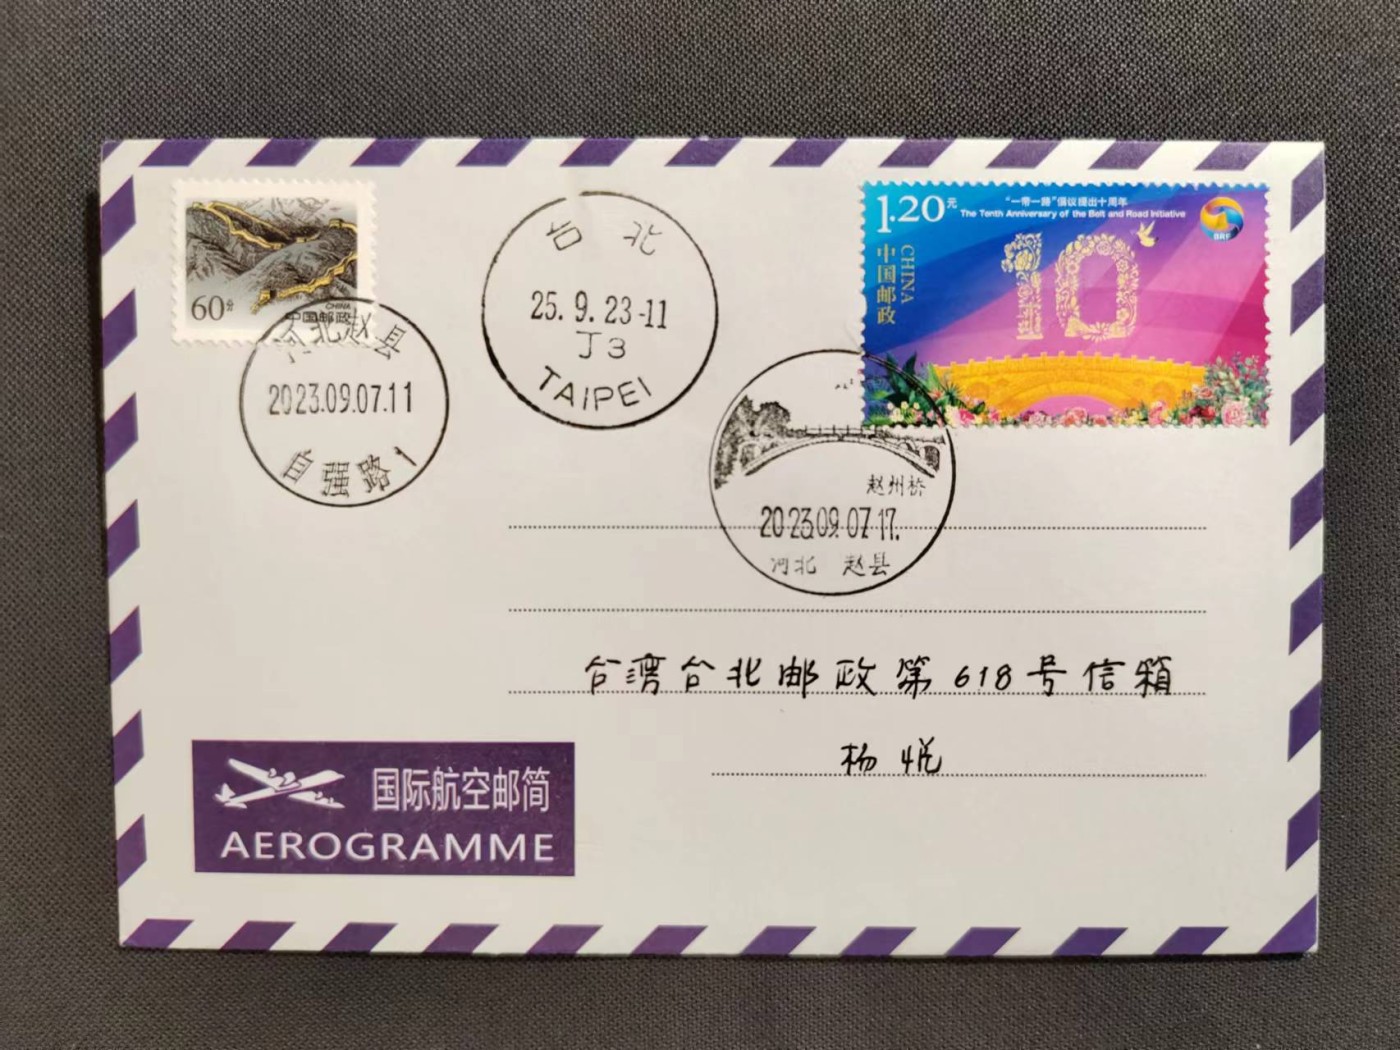 60分
CHINA
中国邮政
河北赵县
2023.09.07.11
自强路1
台北
25.9.23-11
J3
TAIPEI
1.20元
"一带一路"倡议提出十周年
The Tenth Anniversary of the Belt and Road Initiative
BRF
CHINA
中国邮政
10
赵州桥
2023.09.07.17.
河北 赵县
台湾台北邮政第618号信箱
杨悦
国际航空邮简
AEROGRAMME